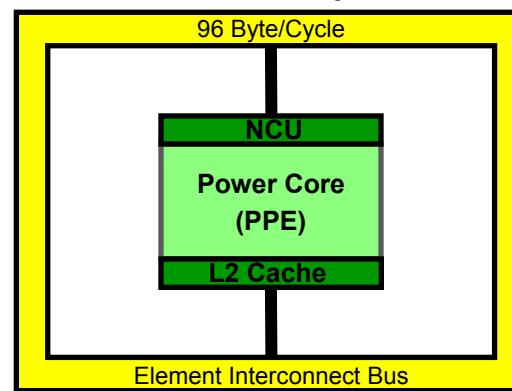 96 Byte/Cycle
NCU
Power Core
(PPE)
L2 Cache
Element Interconnect Bus